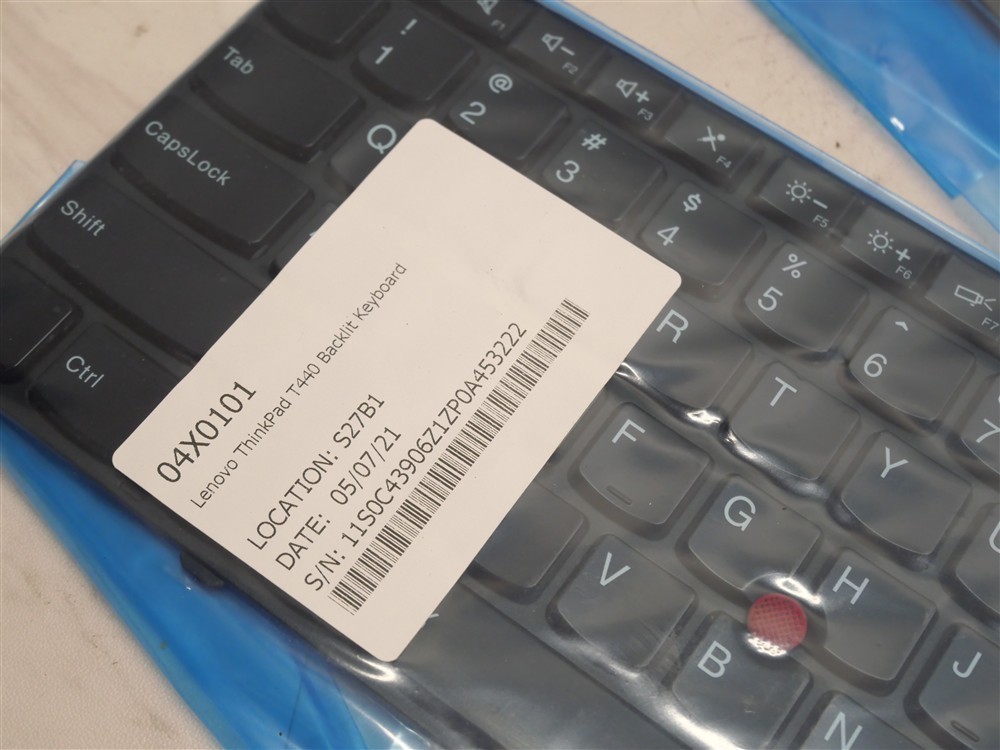 04X0101
Lenovo ThinkPad T440 Backlit Keyboard
LOCATION: S27B1
DATE: 05/07/21
S/N: 11S0C43906Z1ZP0A453222
F1
F2
F3
F4
F5
F6
F7
!
1
@
2
#
3
$
4
%
5
^
6
7
Tab
Q
R
T
Y
CapsLock
F
G
H
J
Shift
V
B
N
Ctrl